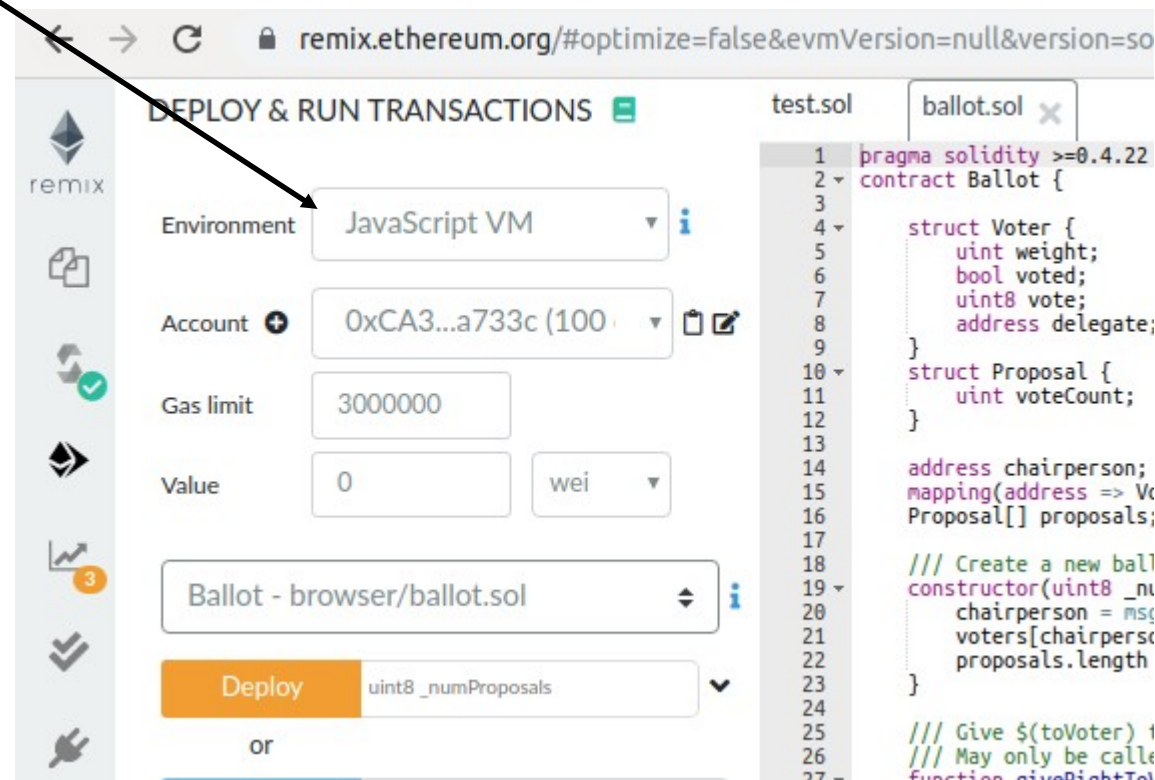 remix.ethereum.org/#optimize=false&evmVersion=null&version=so
remix
DEPLOY & RUN TRANSACTIONS
Environment
JavaScript VM
Account
0xCA3...a733c (100
Gas limit
3000000
Value
0
wei
3
Ballot - browser/ballot.sol
Deploy
uint8 _numProposals
or
test.sol
ballot.sol
1 pragma solidity >=0.4.22
2 contract Ballot {
3
4 struct Voter {
5 uint weight;
6 bool voted;
7 uint8 vote;
8 address delegate;
9 }
10 struct Proposal {
11 uint voteCount;
12 }
13
14 address chairperson;
15 mapping(address => Vo
16 Proposal[] proposals;
17
18 /// Create a new ball
19 constructor(uint8 _nu
20 chairperson = msg
21 voters[chairperso
22 proposals.length
23 }
24
25 /// Give $(toVoter) t
26 /// May only be calle
27 function giveRightToV